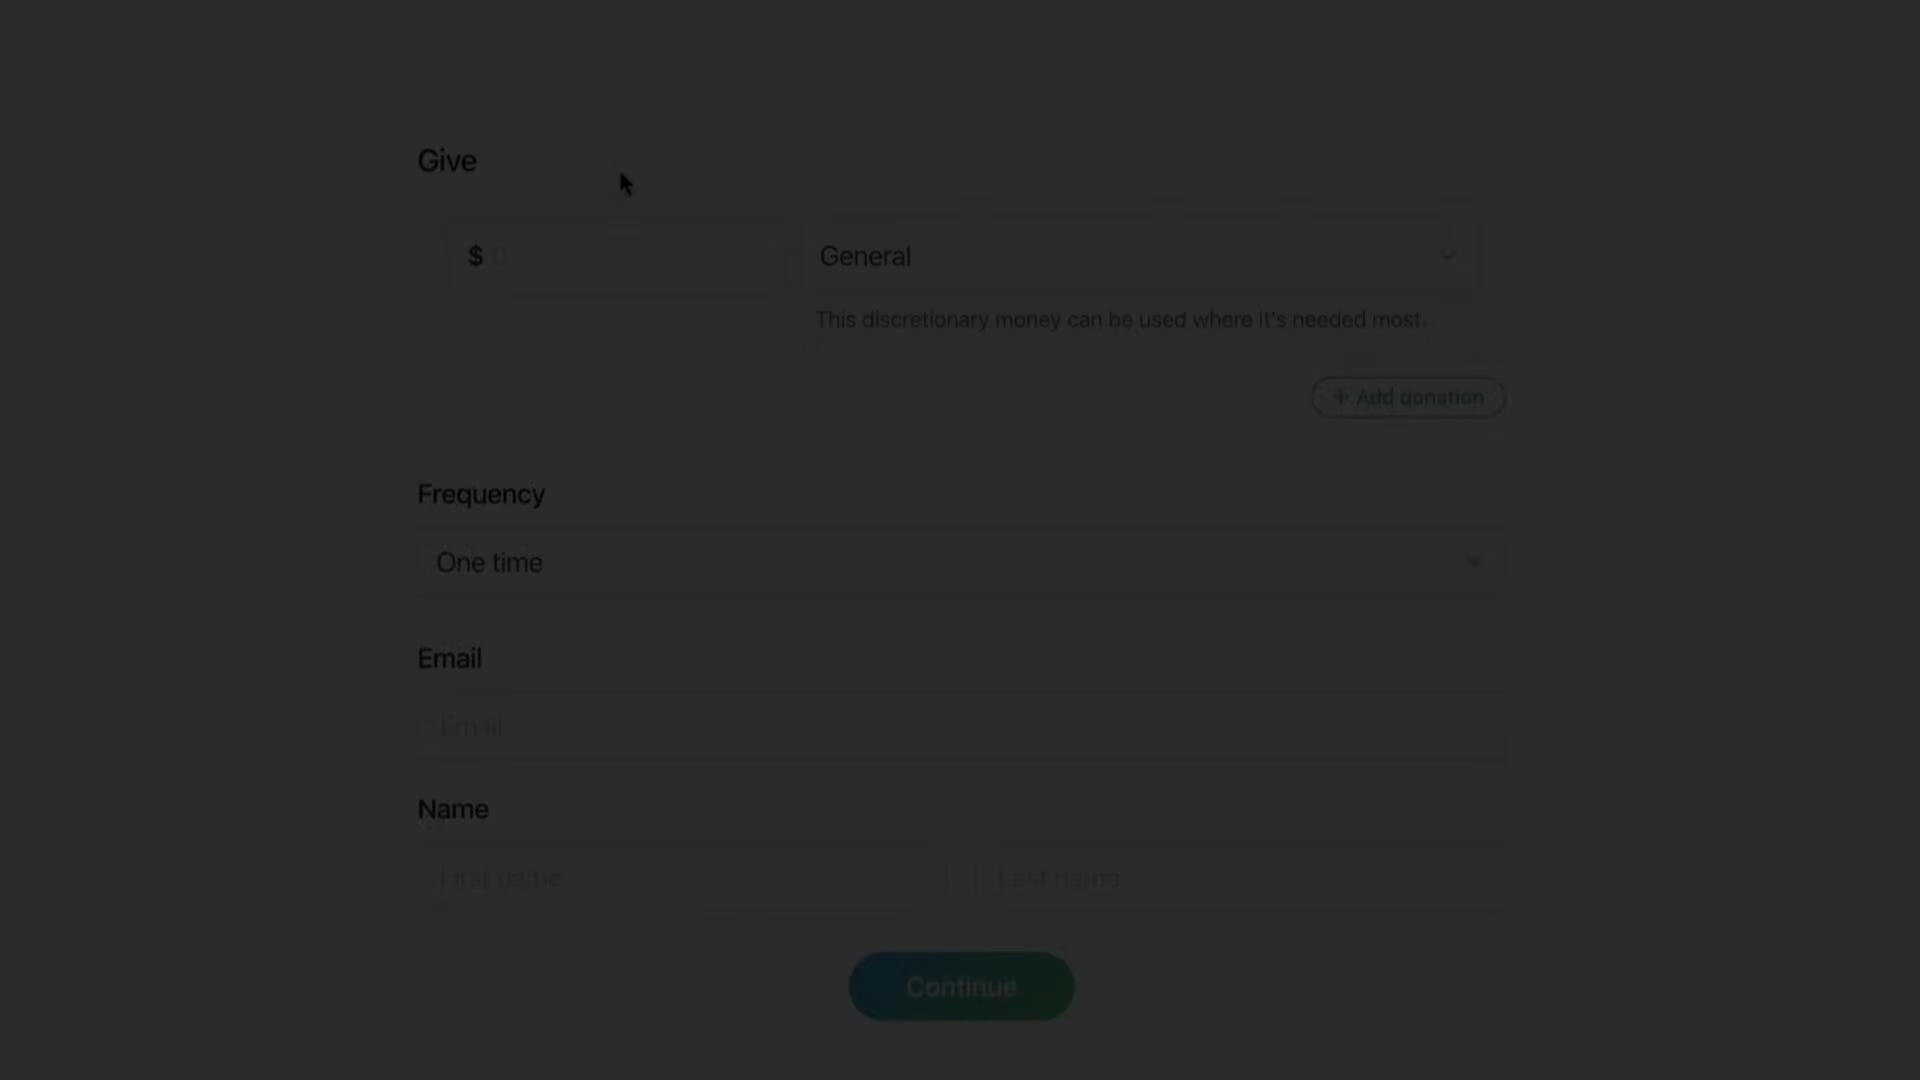 Give
$ 0
General
This discretionary money can be used where it's needed most.
+ Add donation
Frequency
One time
Email
Email
Name
First name
Last name
Continue